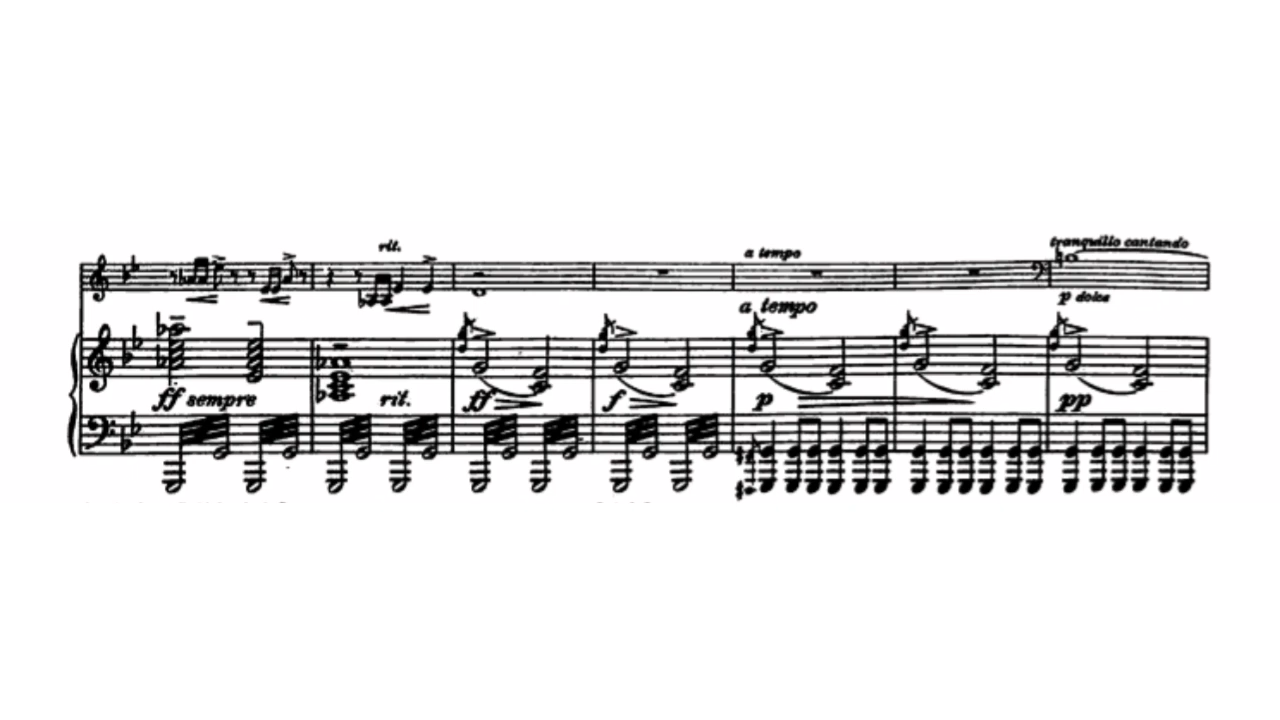 rit.
a tempo
tranquillo cantando
p dolce
a tempo
ff sempre
rit.
ff
f
p
pp